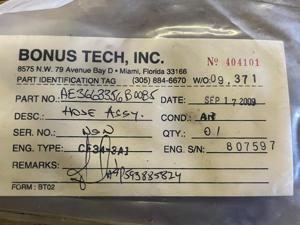 BONUS TECH, INC.
№ 404101
8575 N.W. 79 Avenue Bay D • Miami, Florida 33166
PART IDENTIFICATION TAG (305) 884-6670 W/O: 09,371
PART NO. AE3663356B0085 DATE: SEP 17 2009
DESC.: HOSE ASSY. COND: AR
SER. NO.: NSN QTY.: 01
ENG. TYPE: CF34-3A1 ENG. S/N: 807597
REMARKS:
FORM : BT02